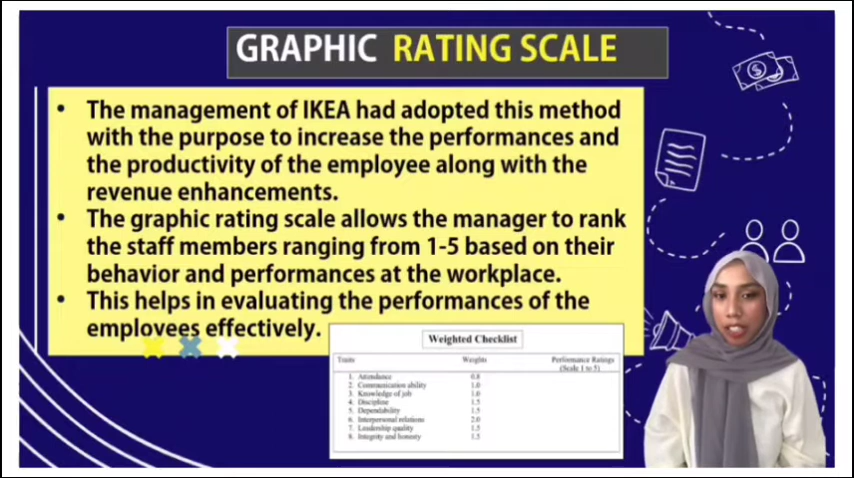 GRAPHIC RATING SCALE
• The management of IKEA had adopted this method
with the purpose to increase the performances and
the productivity of the employee along with the
revenue enhancements.
• The graphic rating scale allows the manager to rank
the staff members ranging from 1-5 based on their
behavior and performances at the workplace.
• This helps in evaluating the performances of the
employees effectively.
Weighted Checklist
Traits Weights Performance Ratings
(Scale 1 to 5)
1. Attendance 0.8
2. Communication ability 1.0
3. Knowledge of job 1.0
4. Discipline 1.5
5. Dependability 1.5
6. Interpersonal relations 2.0
7. Leadership quality 1.5
8. Integrity and honesty 1.5